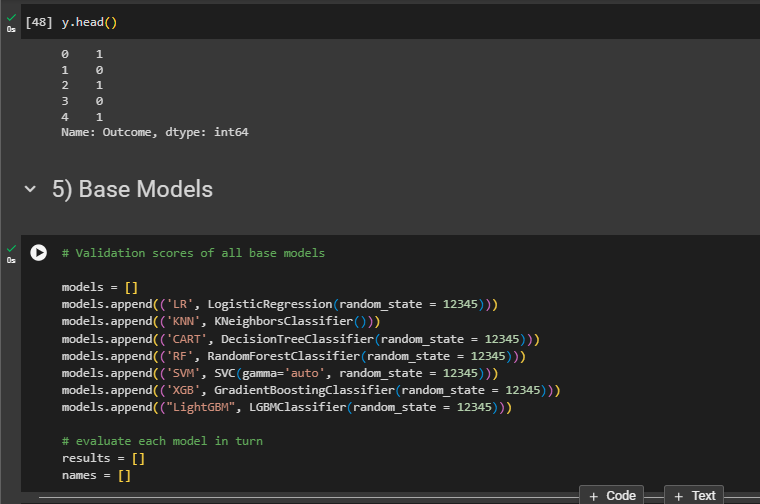 [48] y.head()
0s
0    1
1    0
2    1
3    0
4    1
Name: Outcome, dtype: int64
5) Base Models
0s
# Validation scores of all base models
models = []
models.append(('LR', LogisticRegression(random_state = 12345)))
models.append(('KNN', KNeighborsClassifier()))
models.append(('CART', DecisionTreeClassifier(random_state = 12345)))
models.append(('RF', RandomForestClassifier(random_state = 12345)))
models.append(('SVM', SVC(gamma='auto', random_state = 12345)))
models.append(('XGB', GradientBoostingClassifier(random_state = 12345)))
models.append(("LightGBM", LGBMClassifier(random_state = 12345)))
# evaluate each model in turn
results = []
names = []
+ Code + Text